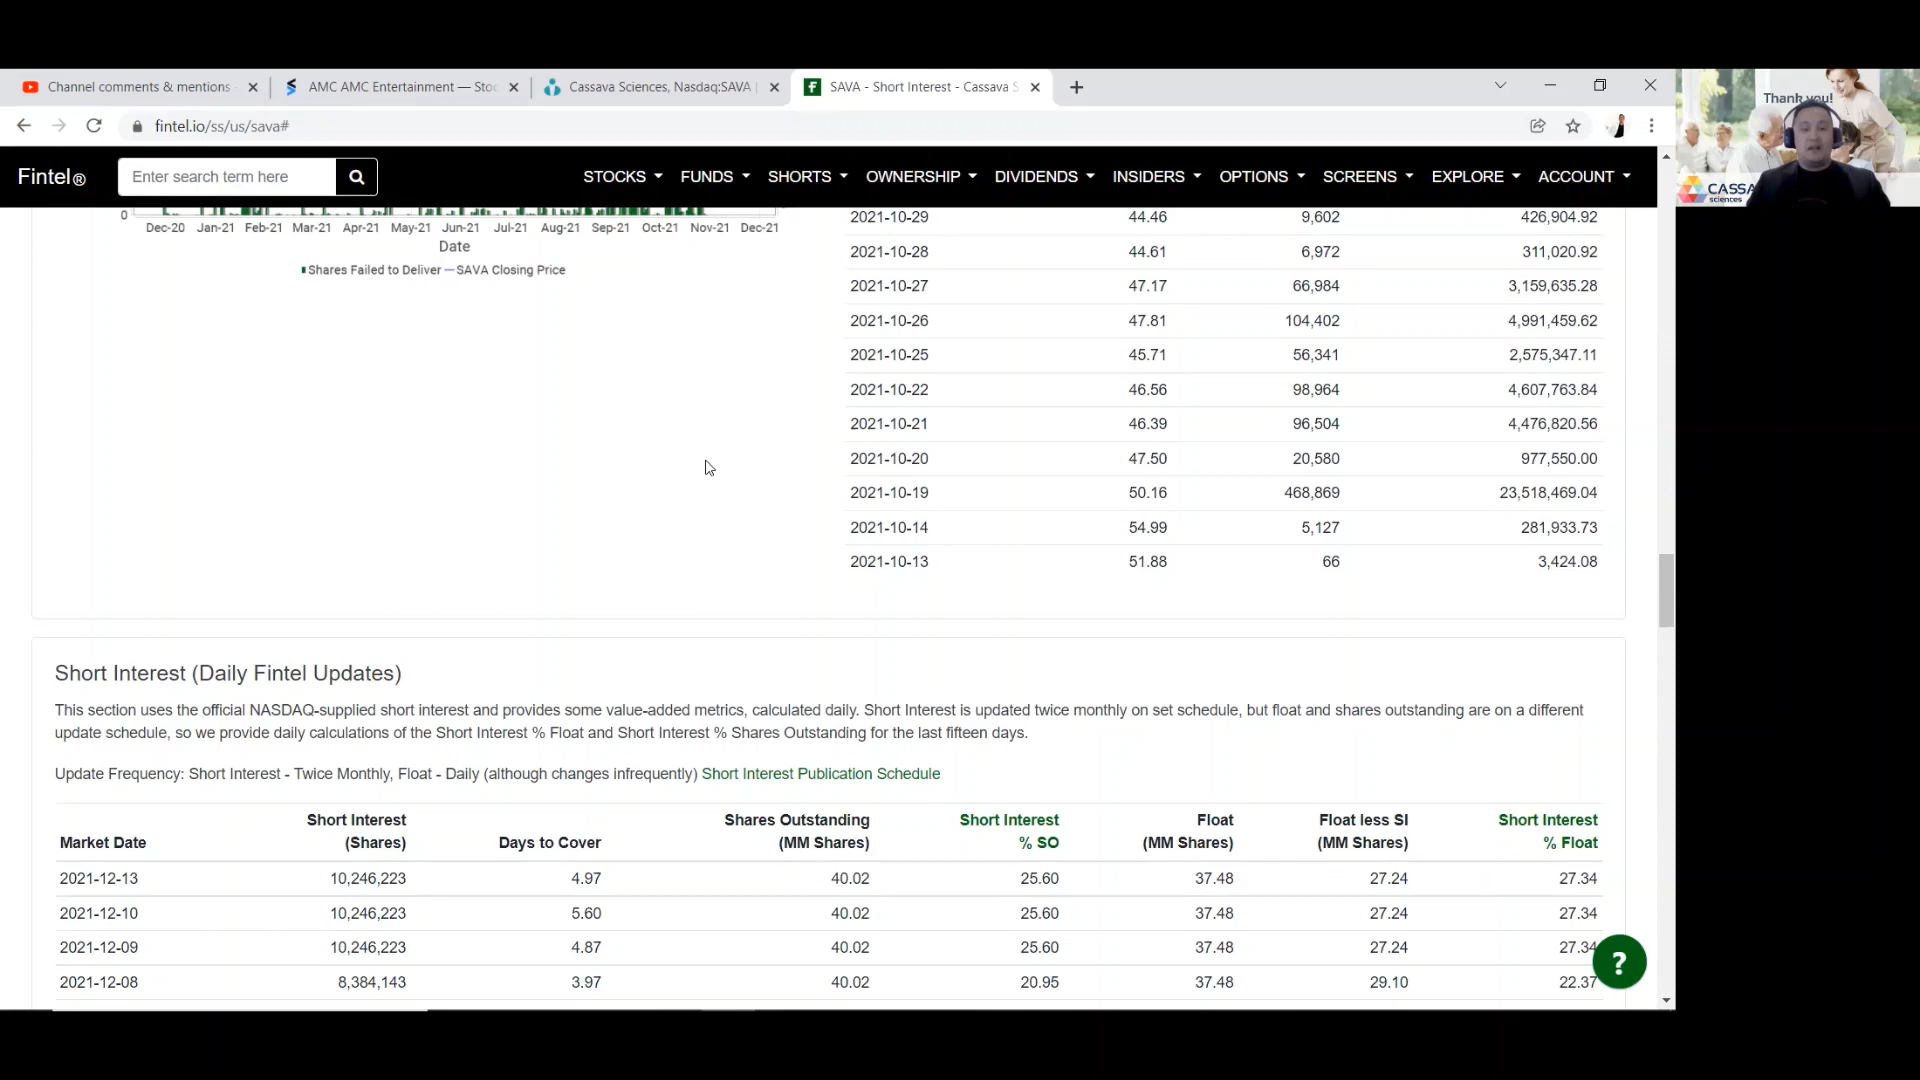 Channel comments & mentions
AMC AMC Entertainment — Stoc
Cassava Sciences, Nasdaq:SAVA
SAVA - Short Interest - Cassava S
fintel.io/ss/us/sava#
Thank you!
CASSA
sciences
Fintel®
Enter search term here
STOCKS FUNDS SHORTS OWNERSHIP DIVIDENDS INSIDERS OPTIONS SCREENS EXPLORE ACCOUNT
0
Dec-20 Jan-21 Feb-21 Mar-21 Apr-21 May-21 Jun-21 Jul-21 Aug-21 Sep-21 Oct-21 Nov-21 Dec-21
Date
Shares Failed to Deliver SAVA Closing Price
2021-10-29 44.46 9,602 426,904.92
2021-10-28 44.61 6,972 311,020.92
2021-10-27 47.17 66,984 3,159,635.28
2021-10-26 47.81 104,402 4,991,459.62
2021-10-25 45.71 56,341 2,575,347.11
2021-10-22 46.56 98,964 4,607,763.84
2021-10-21 46.39 96,504 4,476,820.56
2021-10-20 47.50 20,580 977,550.00
2021-10-19 50.16 468,869 23,518,469.04
2021-10-14 54.99 5,127 281,933.73
2021-10-13 51.88 66 3,424.08
Short Interest (Daily Fintel Updates)
This section uses the official NASDAQ-supplied short interest and provides some value-added metrics, calculated daily. Short Interest is updated twice monthly on set schedule, but float and shares outstanding are on a different
update schedule, so we provide daily calculations of the Short Interest % Float and Short Interest % Shares Outstanding for the last fifteen days.
Update Frequency: Short Interest - Twice Monthly, Float - Daily (although changes infrequently) Short Interest Publication Schedule
Short Interest Shares Outstanding Short Interest Float Float less SI Short Interest
Market Date (Shares) Days to Cover (MM Shares) % SO (MM Shares) (MM Shares) % Float
2021-12-13 10,246,223 4.97 40.02 25.60 37.48 27.24 27.34
2021-12-10 10,246,223 5.60 40.02 25.60 37.48 27.24 27.34
2021-12-09 10,246,223 4.87 40.02 25.60 37.48 27.24 27.34
2021-12-08 8,384,143 3.97 40.02 20.95 37.48 29.10 22.37
?